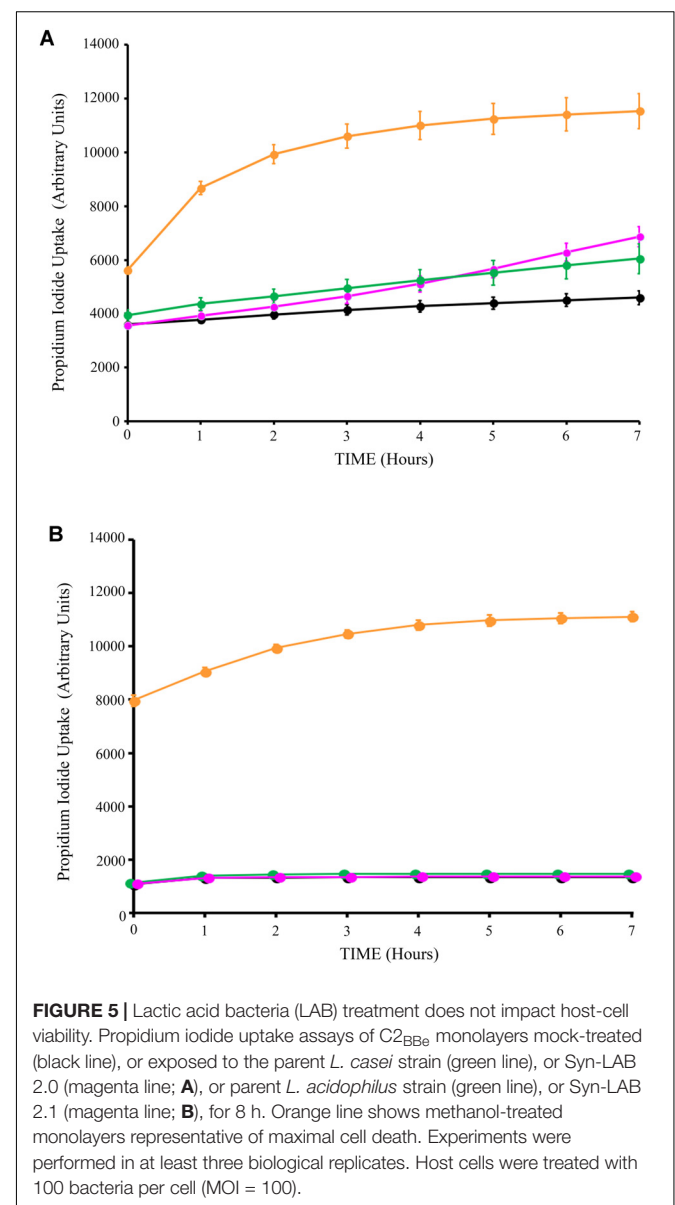 A
14000
12000
10000
8000
6000
4000
2000
0
Propidium Iodide Uptake (Arbitrary Units)
0 1 2 3 4 5 6 7
TIME (Hours)
B
14000
12000
10000
8000
6000
4000
2000
0
Propidium Iodide Uptake (Arbitrary Units)
0 1 2 3 4 5 6 7
TIME (Hours)
FIGURE 5 | Lactic acid bacteria (LAB) treatment does not impact host-cell
viability. Propidium iodide uptake assays of C2BBe monolayers mock-treated
(black line), or exposed to the parent L. casei strain (green line), or Syn-LAB
2.0 (magenta line; A), or parent L. acidophilus strain (green line), or Syn-LAB
2.1 (magenta line; B), for 8 h. Orange line shows methanol-treated
monolayers representative of maximal cell death. Experiments were
performed in at least three biological replicates. Host cells were treated with
100 bacteria per cell (MOI = 100).